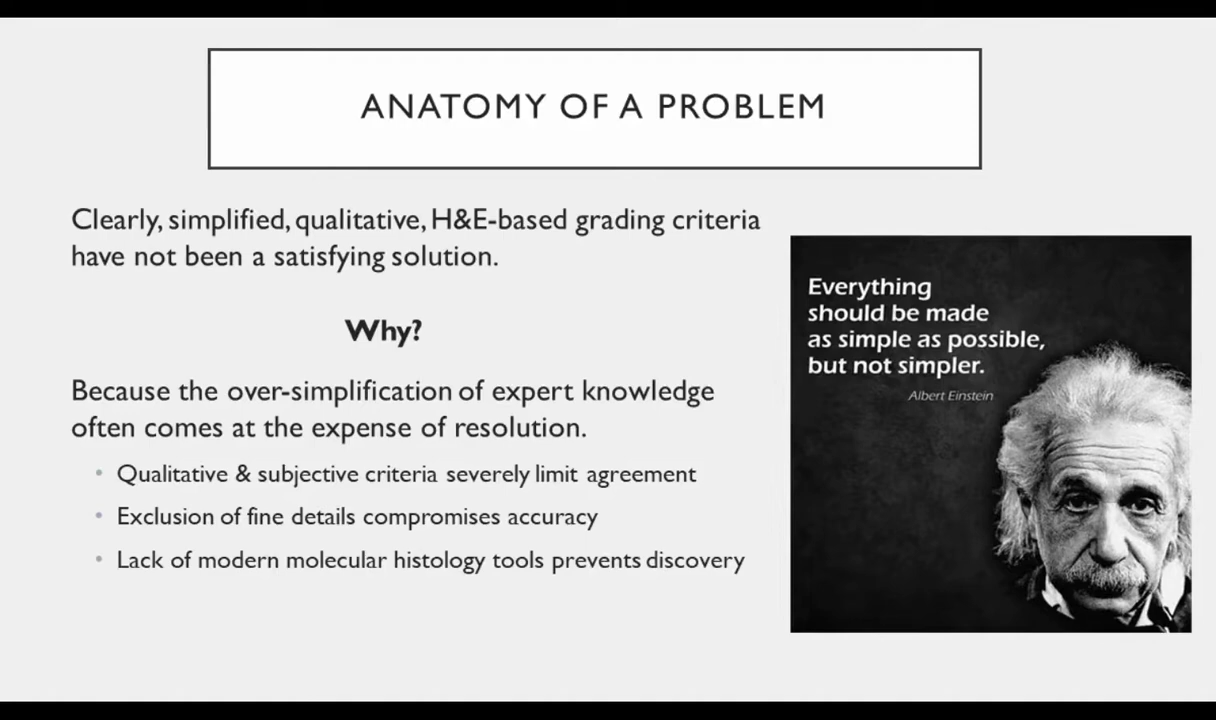 ANATOMY OF A PROBLEM
Clearly, simplified, qualitative, H&E-based grading criteria
have not been a satisfying solution.
Why?
Because the over-simplification of expert knowledge
often comes at the expense of resolution.
• Qualitative & subjective criteria severely limit agreement
• Exclusion of fine details compromises accuracy
• Lack of modern molecular histology tools prevents discovery
Everything
should be made
as simple as possible,
but not simpler.
Albert Einstein